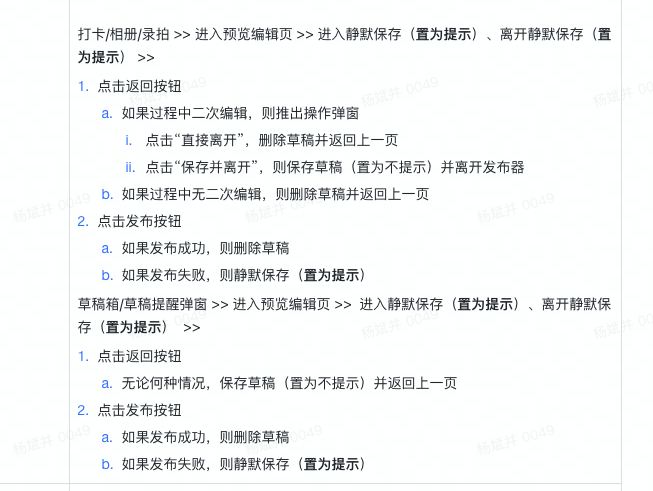 打卡/相册/录拍 >> 进入预览编辑页 >> 进入静默保存（置为提示）、离开静默保存（置
为提示） >>
1. 点击返回按钮
a. 如果过程中二次编辑，则推出操作弹窗
i. 点击“直接离开”，删除草稿并返回上一页
ii. 点击“保存并离开”，则保存草稿（置为不提示）并离开发布器
b. 如果过程中无二次编辑，则删除草稿并返回上一页
2. 点击发布按钮
a. 如果发布成功，则删除草稿
b. 如果发布失败，则静默保存（置为提示）
草稿箱/草稿提醒弹窗 >> 进入预览编辑页 >> 进入静默保存（置为提示）、离开静默保
存（置为提示） >>
1. 点击返回按钮
a. 无论何种情况，保存草稿（置为不提示）并返回上一页
2. 点击发布按钮
a. 如果发布成功，则删除草稿
b. 如果发布失败，则静默保存（置为提示）